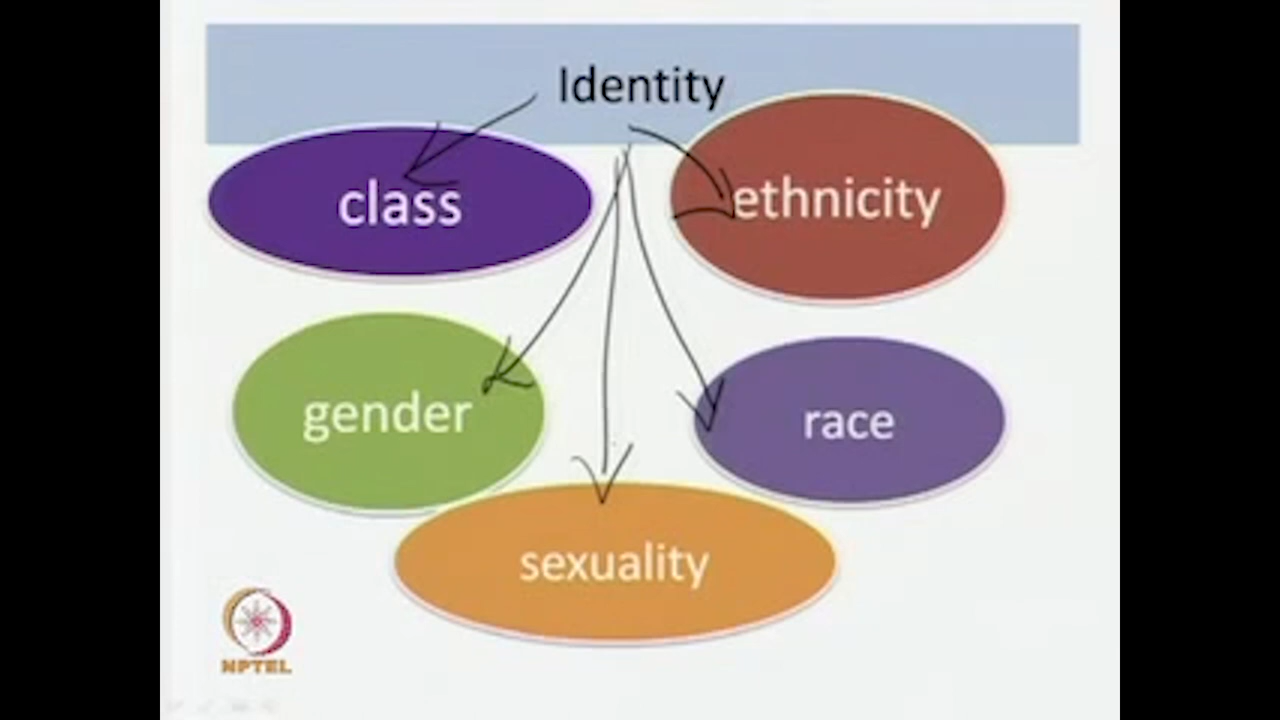 Identity
class
ethnicity
gender
race
sexuality
NPTEL